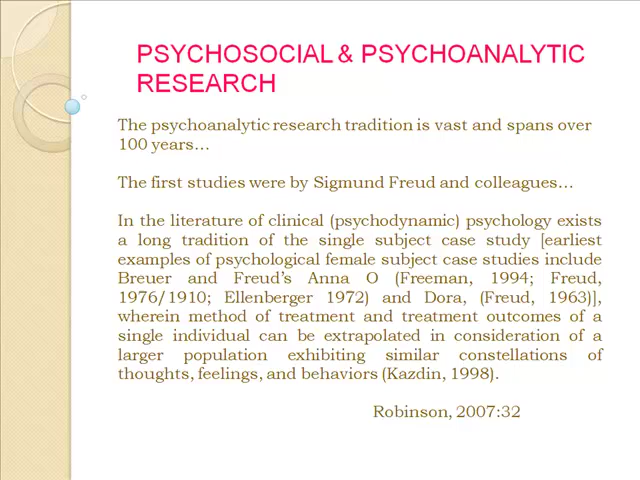 PSYCHOSOCIAL & PSYCHOANALYTIC
RESEARCH
The psychoanalytic research tradition is vast and spans over
100 years…
The first studies were by Sigmund Freud and colleagues…
In the literature of clinical (psychodynamic) psychology exists
a long tradition of the single subject case study [earliest
examples of psychological female subject case studies include
Breuer and Freud's Anna O (Freeman, 1994; Freud,
1976/1910; Ellenberger 1972) and Dora, (Freud, 1963)],
wherein method of treatment and treatment outcomes of a
single individual can be extrapolated in consideration of a
larger population exhibiting similar constellations of
thoughts, feelings, and behaviors (Kazdin, 1998).
Robinson, 2007:32